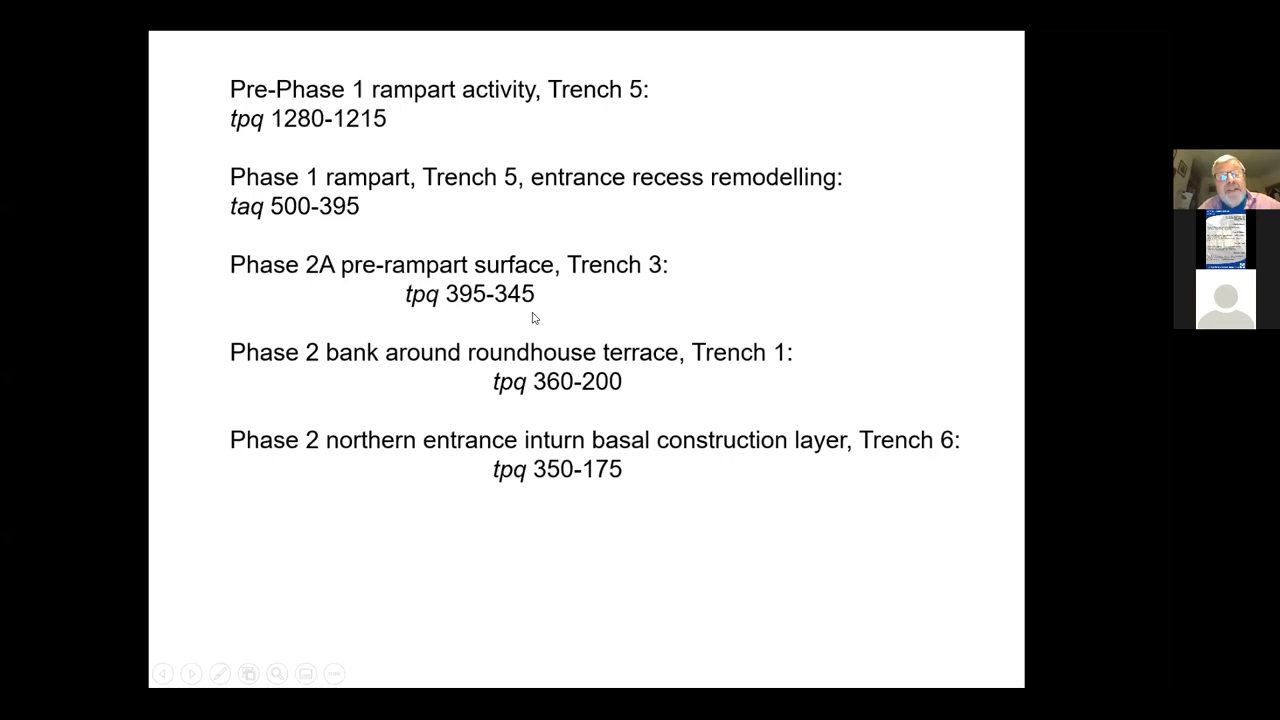 Pre-Phase 1 rampart activity, Trench 5:
tpq 1280-1215
Phase 1 rampart, Trench 5, entrance recess remodelling:
taq 500-395
Phase 2A pre-rampart surface, Trench 3:
tpq 395-345
Phase 2 bank around roundhouse terrace, Trench 1:
tpq 360-200
Phase 2 northern entrance inturn basal construction layer, Trench 6:
tpq 350-175